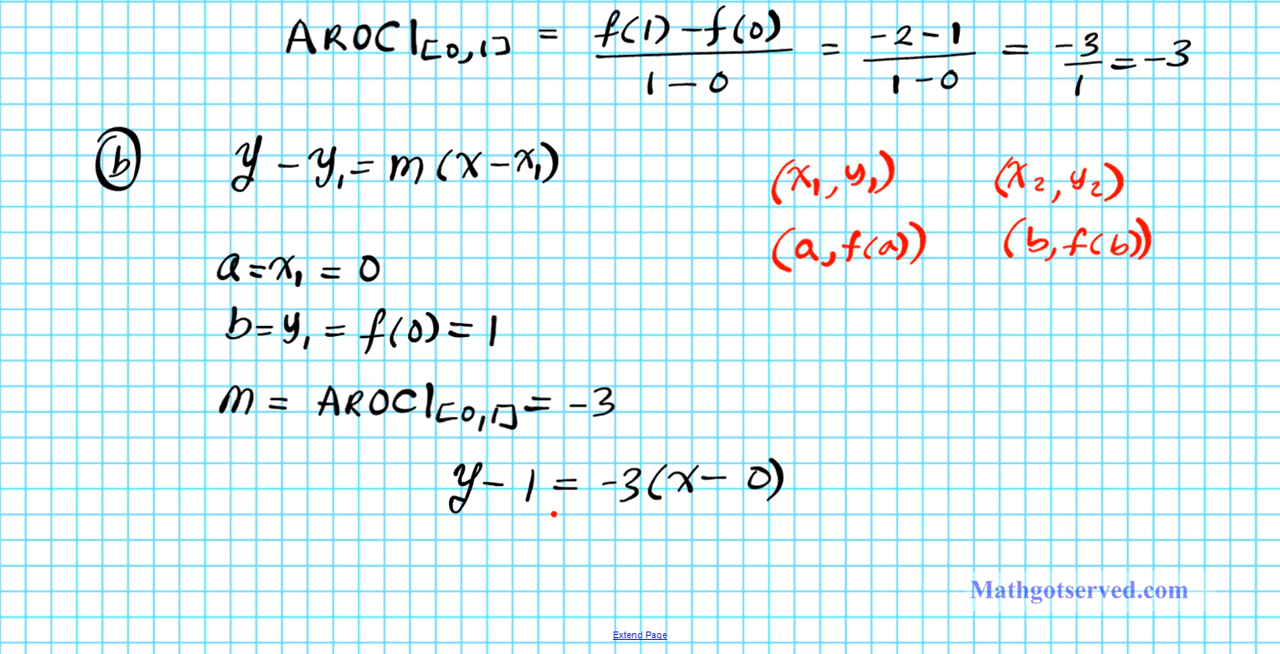 AROC|[0,1] = f(1)-f(0)/1-0 = -2-1/1-0 = -3/1 = -3
(b) y-y₁=m(x-x₁)
(x₁,y₁) (x₂,y₂)
(a,f(a)) (b,f(b))
a=x₁=0
b=y₁=f(0)=1
m=AROC|[0,1]=-3
y-1=-3(x-0)
Mathgotserved.com
Extend Page